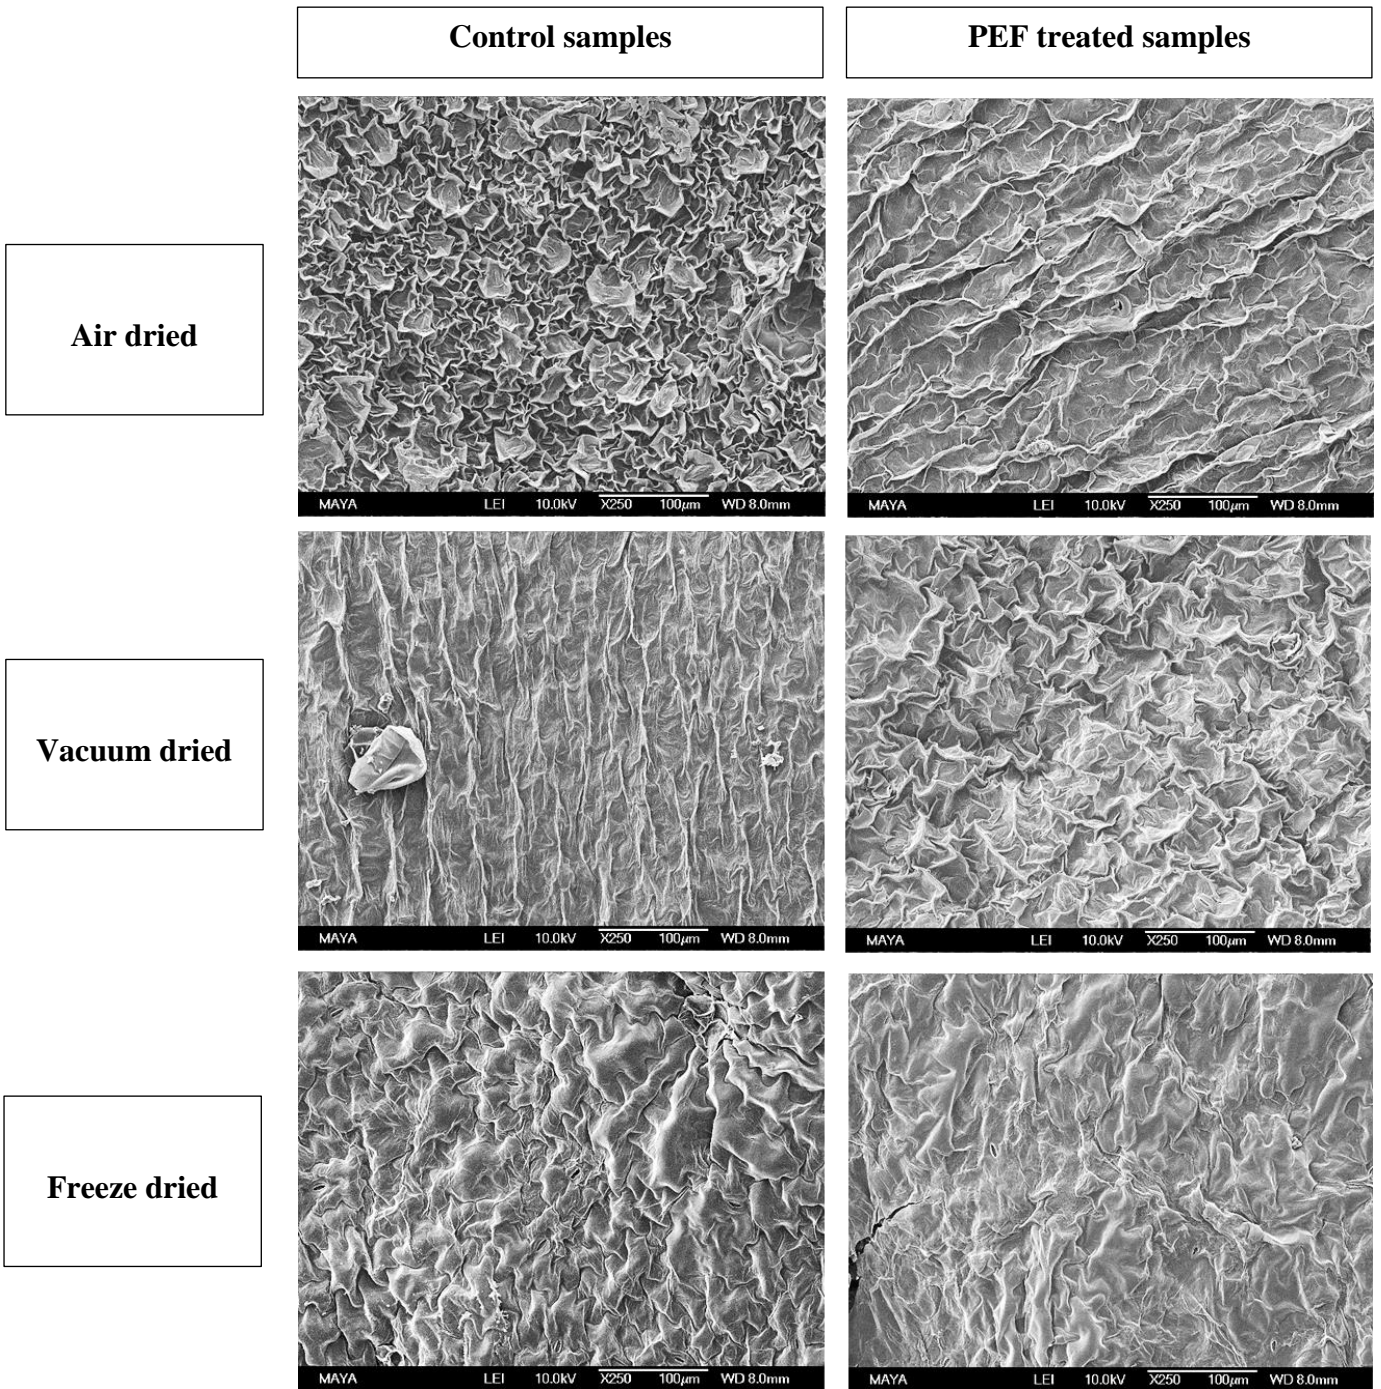 Control samples
PEF treated samples
Air dried
MAYA LEI 10.0kV X250 100μm WD 8.0mm
MAYA LEI 10.0kV X250 100μm WD 8.0mm
Vacuum dried
MAYA LEI 10.0kV X250 100μm WD 8.0mm
MAYA LEI 10.0kV X250 100μm WD 8.0mm
Freeze dried
MAYA LEI 10.0kV X250 100μm WD 8.0mm
MAYA LEI 10.0kV X250 100μm WD 8.0mm